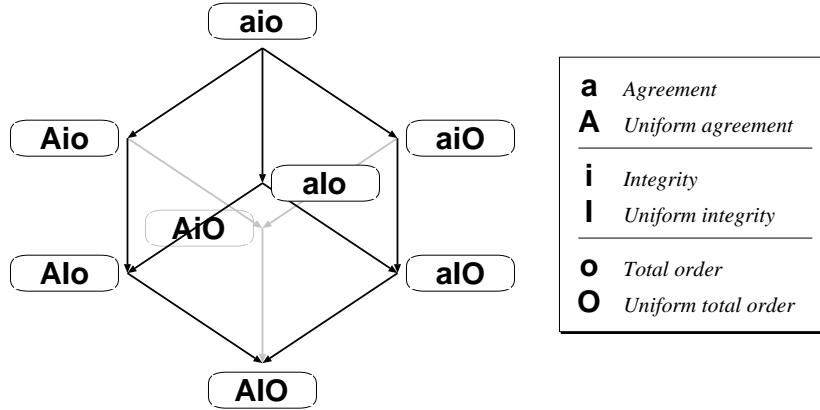 aio
Aio
aiO
aIo
AiO
AIo
aIO
AIO
a Agreement
A Uniform agreement
i Integrity
I Uniform integrity
o Total order
O Uniform total order